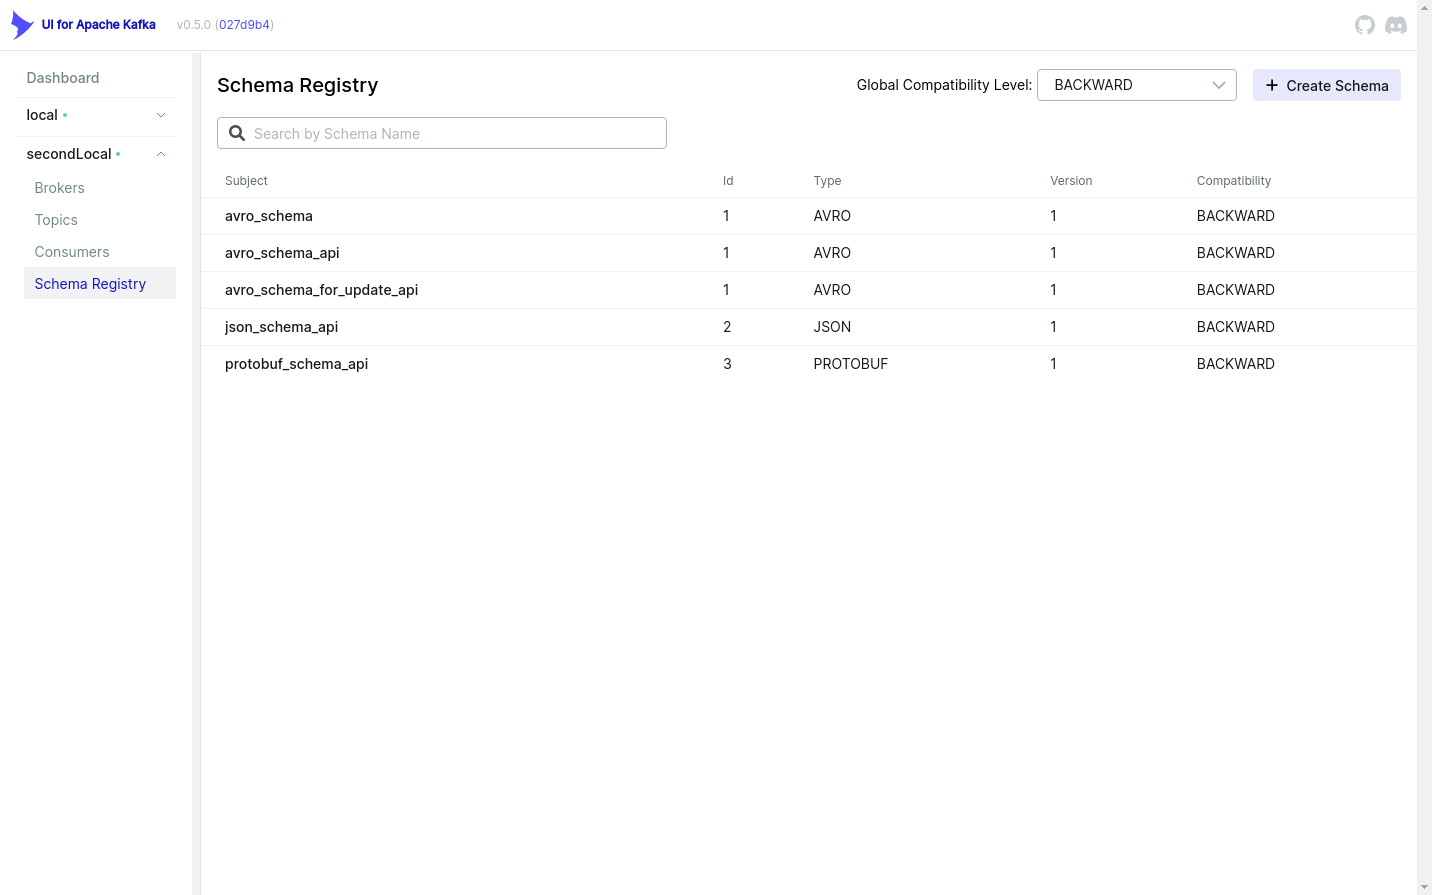 UI for Apache Kafka v0.5.0 (027d9b4)
Dashboard
local
secondLocal
Brokers
Topics
Consumers
Schema Registry
Schema Registry
Global Compatibility Level: BACKWARD
Create Schema
Search by Schema Name
Subject Id Type Version Compatibility
avro_schema 1 AVRO 1 BACKWARD
avro_schema_api 1 AVRO 1 BACKWARD
avro_schema_for_update_api 1 AVRO 1 BACKWARD
json_schema_api 2 JSON 1 BACKWARD
protobuf_schema_api 3 PROTOBUF 1 BACKWARD